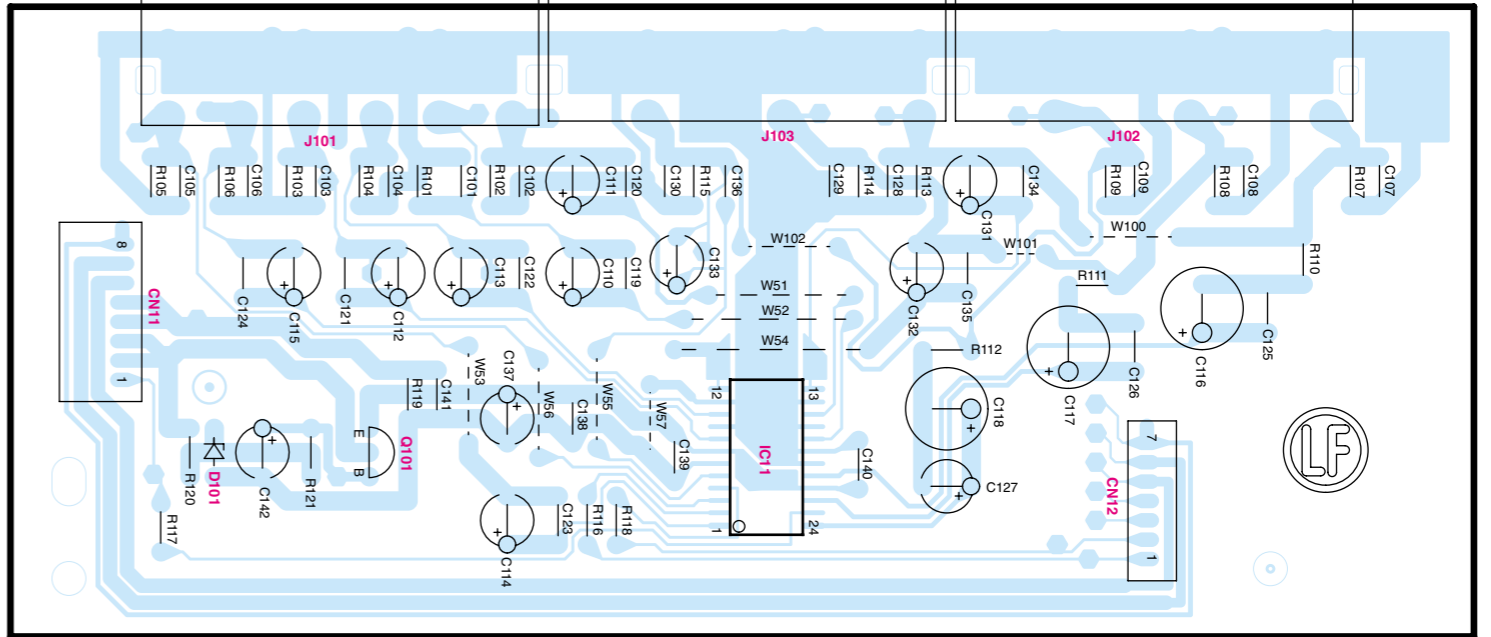 J101
J103
J102
R105
C105
R106
C106
R103
C103
R104
C104
R101
C101
R102
C102
+
C111
C120
C130
R115
C136
C129
R114
C128
R113
+
C131
C134
R109
C109
R108
C108
R107
C107
8
CN11
1
C124
+
C115
C121
+
C112
+
C113
C122
+
C110
C119
+
C133
W102
W51
W52
W54
+
C132
C135
W101
W100
R111
R110
+
C116
C125
R112
+
C117
C126
R119
C141
W53
C137
+
W56
C138
W55
W57
C139
12
13
IC11
1
24
C140
+
C118
+
C127
7
CN12
1
LF
R120
D101
+
C142
R121
E
B
Q101
R117
+
C114
C123
R116
R118